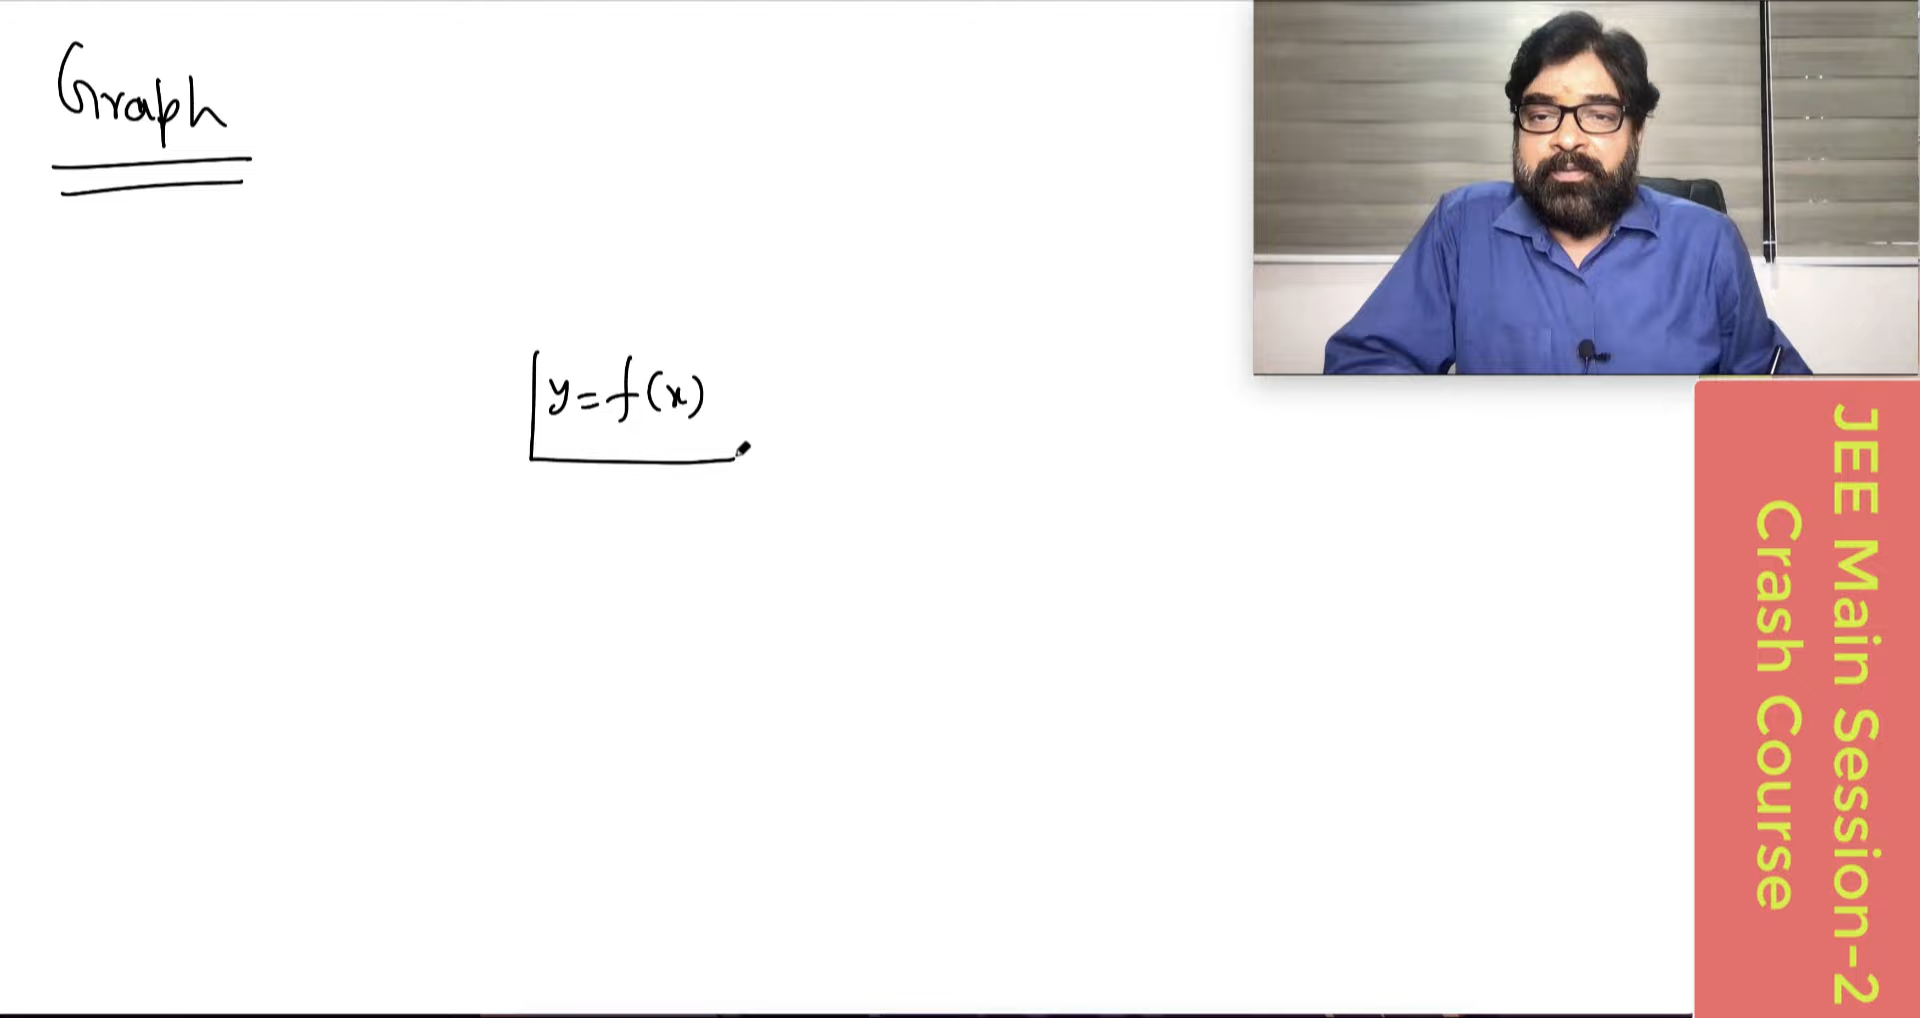 Graph
y = f(x)
JEE Main Session-2
Crash Course